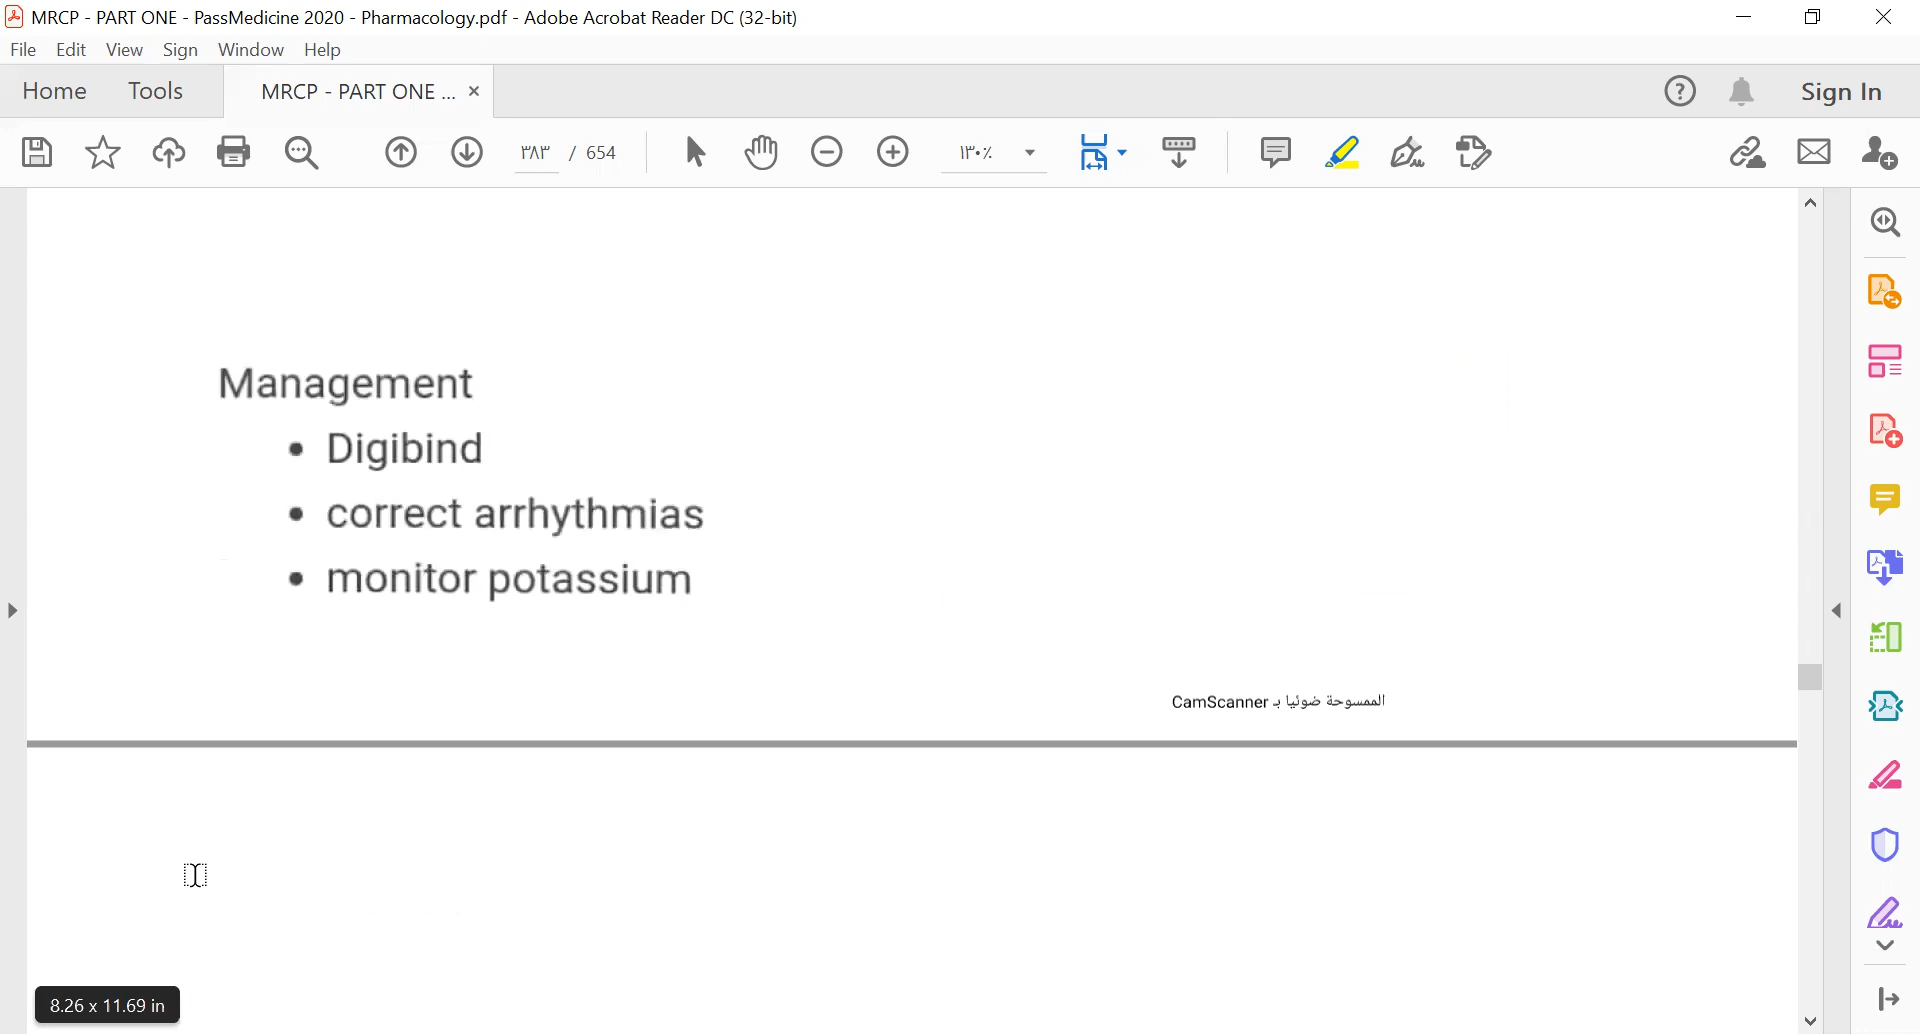 MRCP - PART ONE - PassMedicine 2020 - Pharmacology.pdf - Adobe Acrobat Reader DC (32-bit)
File Edit View Sign Window Help
Home Tools MRCP - PART ONE ... × Sign In
٣٨٣ / 654 ١٣٠٪
Management
• Digibind
• correct arrhythmias
• monitor potassium
الممسوحة ضوئيا بـ CamScanner
8.26 x 11.69 in